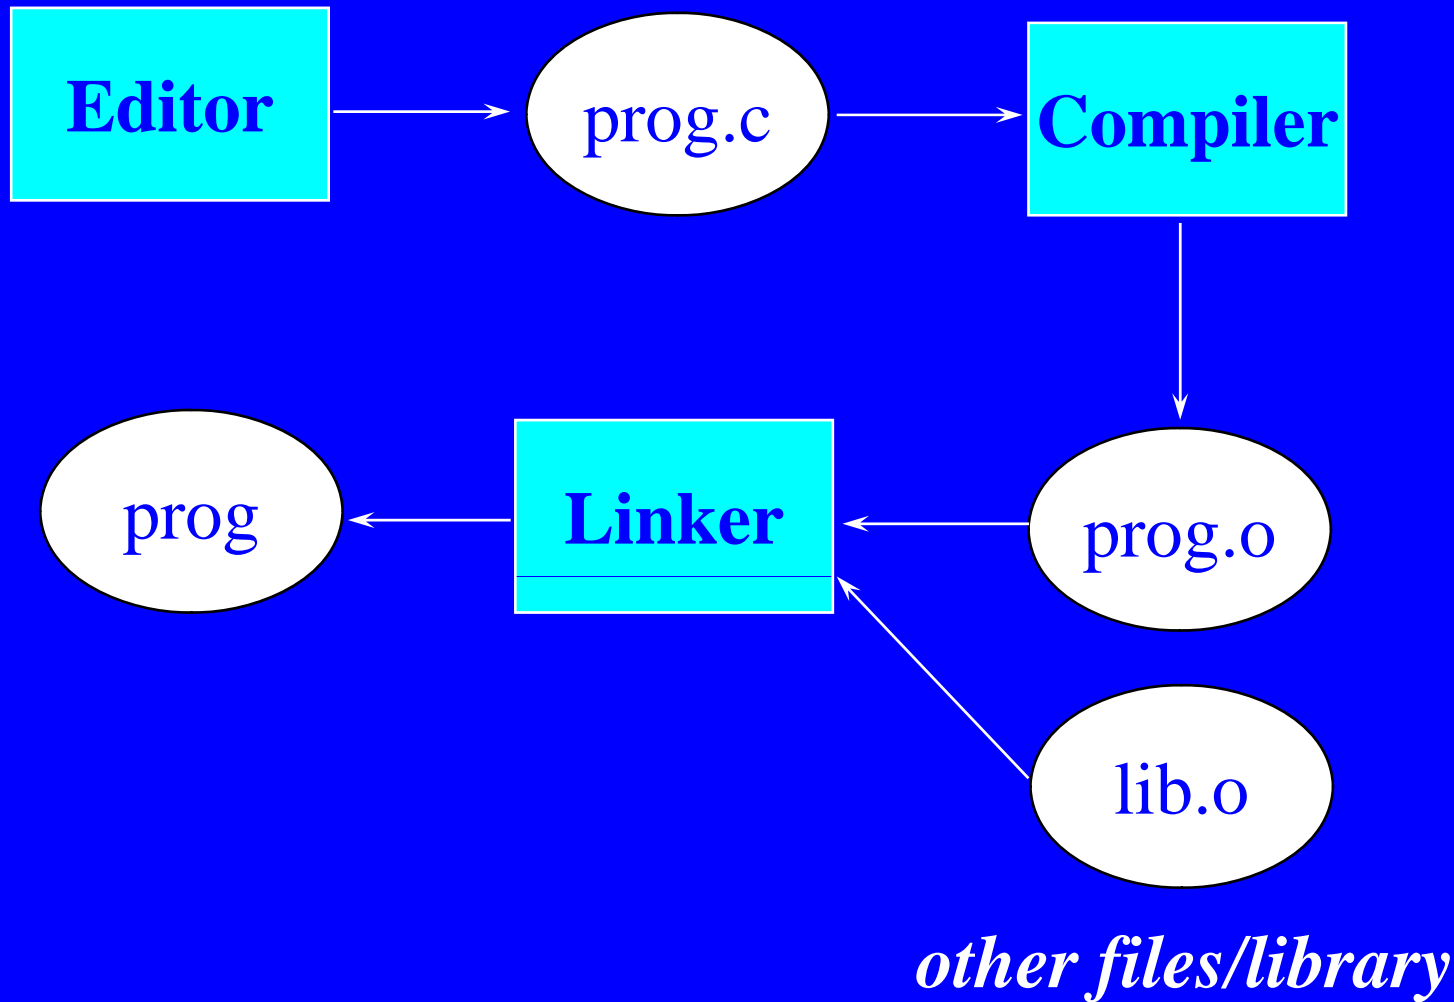 Editor
prog.c
Compiler
prog
Linker
prog.o
lib.o
other files/library